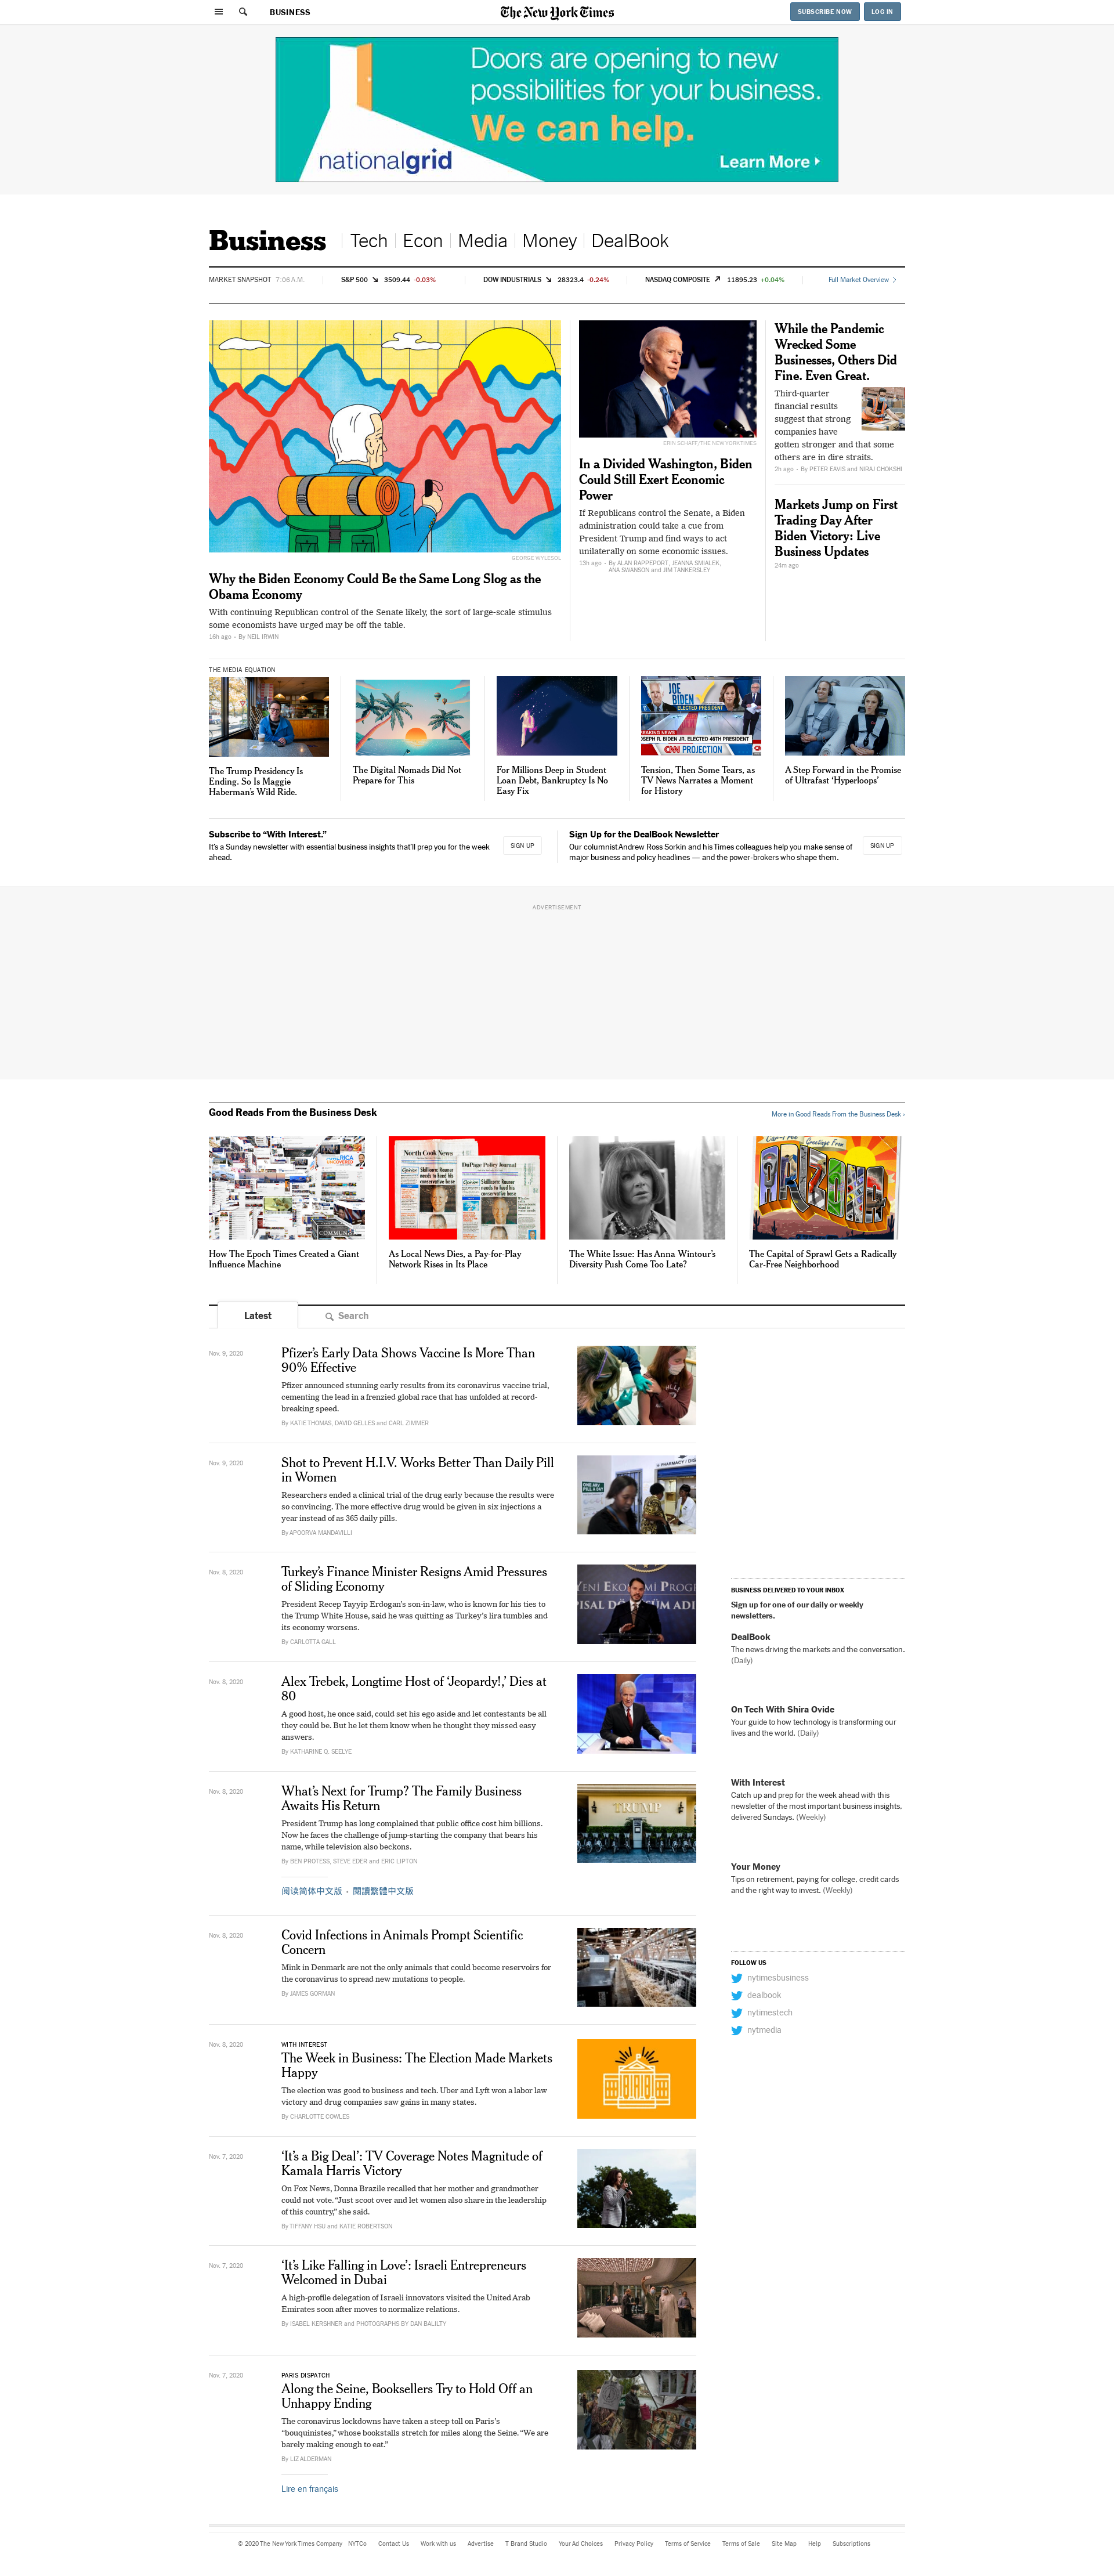 BUSINESS
The New York Times
SUBSCRIBE NOW
LOG IN
Doors are opening to new
possibilities for your business.
We can help.
nationalgrid
Learn More
Business
Tech
Econ
Media
Money
DealBook
MARKET SNAPSHOT 7:06 A.M.
S&P 500 3509.44 -0.03%
DOW INDUSTRIALS 28323.4 -0.24%
NASDAQ COMPOSITE 11895.23 +0.04%
Full Market Overview
GEORGE WYLESOL
Why the Biden Economy Could Be the Same Long Slog as the
Obama Economy
With continuing Republican control of the Senate likely, the sort of large-scale stimulus
some economists have urged may be off the table.
16h ago – By NEIL IRWIN
ERIN SCHAFF/THE NEW YORK TIMES
In a Divided Washington, Biden
Could Still Exert Economic
Power
If Republicans control the Senate, a Biden
administration could take a cue from
President Trump and find ways to act
unilaterally on some economic issues.
13h ago – By ALAN RAPPEPORT, JEANNA SMIALEK,
ANA SWANSON and JIM TANKERSLEY
While the Pandemic
Wrecked Some
Businesses, Others Did
Fine. Even Great.
Third-quarter
financial results
suggest that strong
companies have
gotten stronger and that some
others are in dire straits.
2h ago – By PETER EAVIS and NIRAJ CHOKSHI
Markets Jump on First
Trading Day After
Biden Victory: Live
Business Updates
24m ago
THE MEDIA EQUATION
The Trump Presidency Is
Ending. So Is Maggie
Haberman's Wild Ride.
The Digital Nomads Did Not
Prepare for This
For Millions Deep in Student
Loan Debt, Bankruptcy Is No
Easy Fix
JOE BIDEN
ELECTED PRESIDENT
BREAKING NEWS
JOSEPH R. BIDEN JR. ELECTED 46TH PRESIDENT
CNN PROJECTION
Tension, Then Some Tears, as
TV News Narrates a Moment
for History
A Step Forward in the Promise
of Ultrafast ‘Hyperloops’
Subscribe to “With Interest.”
It's a Sunday newsletter with essential business insights that'll prep you for the week
ahead.
SIGN UP
Sign Up for the DealBook Newsletter
Our columnist Andrew Ross Sorkin and his Times colleagues help you make sense of
major business and policy headlines — and the power-brokers who shape them.
SIGN UP
ADVERTISEMENT
Good Reads From the Business Desk
More in Good Reads From the Business Desk ›
How The Epoch Times Created a Giant
Influence Machine
North Cook News
DuPage Policy Journal
As Local News Dies, a Pay-for-Play
Network Rises in Its Place
The White Issue: Has Anna Wintour's
Diversity Push Come Too Late?
Greetings From
ARIZONA
The Capital of Sprawl Gets a Radically
Car-Free Neighborhood
Latest
Search
Nov. 9, 2020
Pfizer's Early Data Shows Vaccine Is More Than
90% Effective
Pfizer announced stunning early results from its coronavirus vaccine trial,
cementing the lead in a frenzied global race that has unfolded at record-
breaking speed.
By KATIE THOMAS, DAVID GELLES and CARL ZIMMER
Nov. 9, 2020
Shot to Prevent H.I.V. Works Better Than Daily Pill
in Women
Researchers ended a clinical trial of the drug early because the results were
so convincing. The more effective drug would be given in six injections a
year instead of as 365 daily pills.
By APOORVA MANDAVILLI
Nov. 8, 2020
Turkey's Finance Minister Resigns Amid Pressures
of Sliding Economy
President Recep Tayyip Erdogan's son-in-law, who is known for his ties to
the Trump White House, said he was quitting as Turkey's lira tumbles and
its economy worsens.
By CARLOTTA GALL
Nov. 8, 2020
Alex Trebek, Longtime Host of ‘Jeopardy!,’ Dies at
80
A good host, he once said, could set his ego aside and let contestants be all
they could be. But he let them know when he thought they missed easy
answers.
By KATHARINE Q. SEELYE
Nov. 8, 2020
What's Next for Trump? The Family Business
Awaits His Return
President Trump has long complained that public office cost him billions.
Now he faces the challenge of jump-starting the company that bears his
name, while television also beckons.
By BEN PROTESS, STEVE EDER and ERIC LIPTON
阅读简体中文版 · 閱讀繁體中文版
TRUMP
Nov. 8, 2020
Covid Infections in Animals Prompt Scientific
Concern
Mink in Denmark are not the only animals that could become reservoirs for
the coronavirus to spread new mutations to people.
By JAMES GORMAN
Nov. 8, 2020
WITH INTEREST
The Week in Business: The Election Made Markets
Happy
The election was good to business and tech. Uber and Lyft won a labor law
victory and drug companies saw gains in many states.
By CHARLOTTE COWLES
Nov. 7, 2020
‘It's a Big Deal’: TV Coverage Notes Magnitude of
Kamala Harris Victory
On Fox News, Donna Brazile recalled that her mother and grandmother
could not vote. “Just scoot over and let women also share in the leadership
of this country,” she said.
By TIFFANY HSU and KATIE ROBERTSON
Nov. 7, 2020
‘It's Like Falling in Love’: Israeli Entrepreneurs
Welcomed in Dubai
A high-profile delegation of Israeli innovators visited the United Arab
Emirates soon after moves to normalize relations.
By ISABEL KERSHNER and PHOTOGRAPHS BY DAN BALILTY
Nov. 7, 2020
PARIS DISPATCH
Along the Seine, Booksellers Try to Hold Off an
Unhappy Ending
The coronavirus lockdowns have taken a steep toll on Paris's
“bouquinistes,” whose bookstalls stretch for miles along the Seine. “We are
barely making enough to eat.”
By LIZ ALDERMAN
Lire en français
BUSINESS DELIVERED TO YOUR INBOX
Sign up for one of our daily or weekly
newsletters.
DealBook
The news driving the markets and the conversation.
(Daily)
On Tech With Shira Ovide
Your guide to how technology is transforming our
lives and the world. (Daily)
With Interest
Catch up and prep for the week ahead with this
newsletter of the most important business insights,
delivered Sundays. (Weekly)
Your Money
Tips on retirement, paying for college, credit cards
and the right way to invest. (Weekly)
FOLLOW US
nytimesbusiness
dealbook
nytimestech
nytmedia
© 2020 The New York Times Company
NYTCo
Contact Us
Work with us
Advertise
T Brand Studio
Your Ad Choices
Privacy Policy
Terms of Service
Terms of Sale
Site Map
Help
Subscriptions